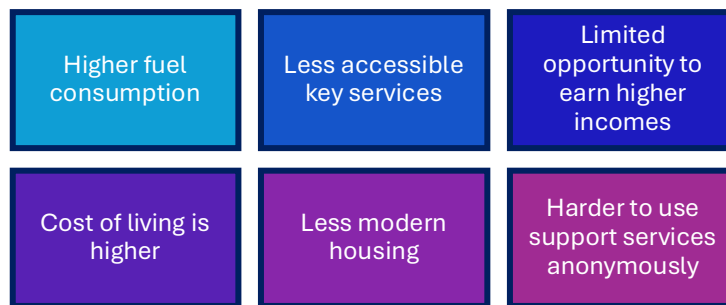 Higher fuel
consumption
Less accessible
key services
Limited
opportunity to
earn higher
incomes
Cost of living is
higher
Less modern
housing
Harder to use
support services
anonymously